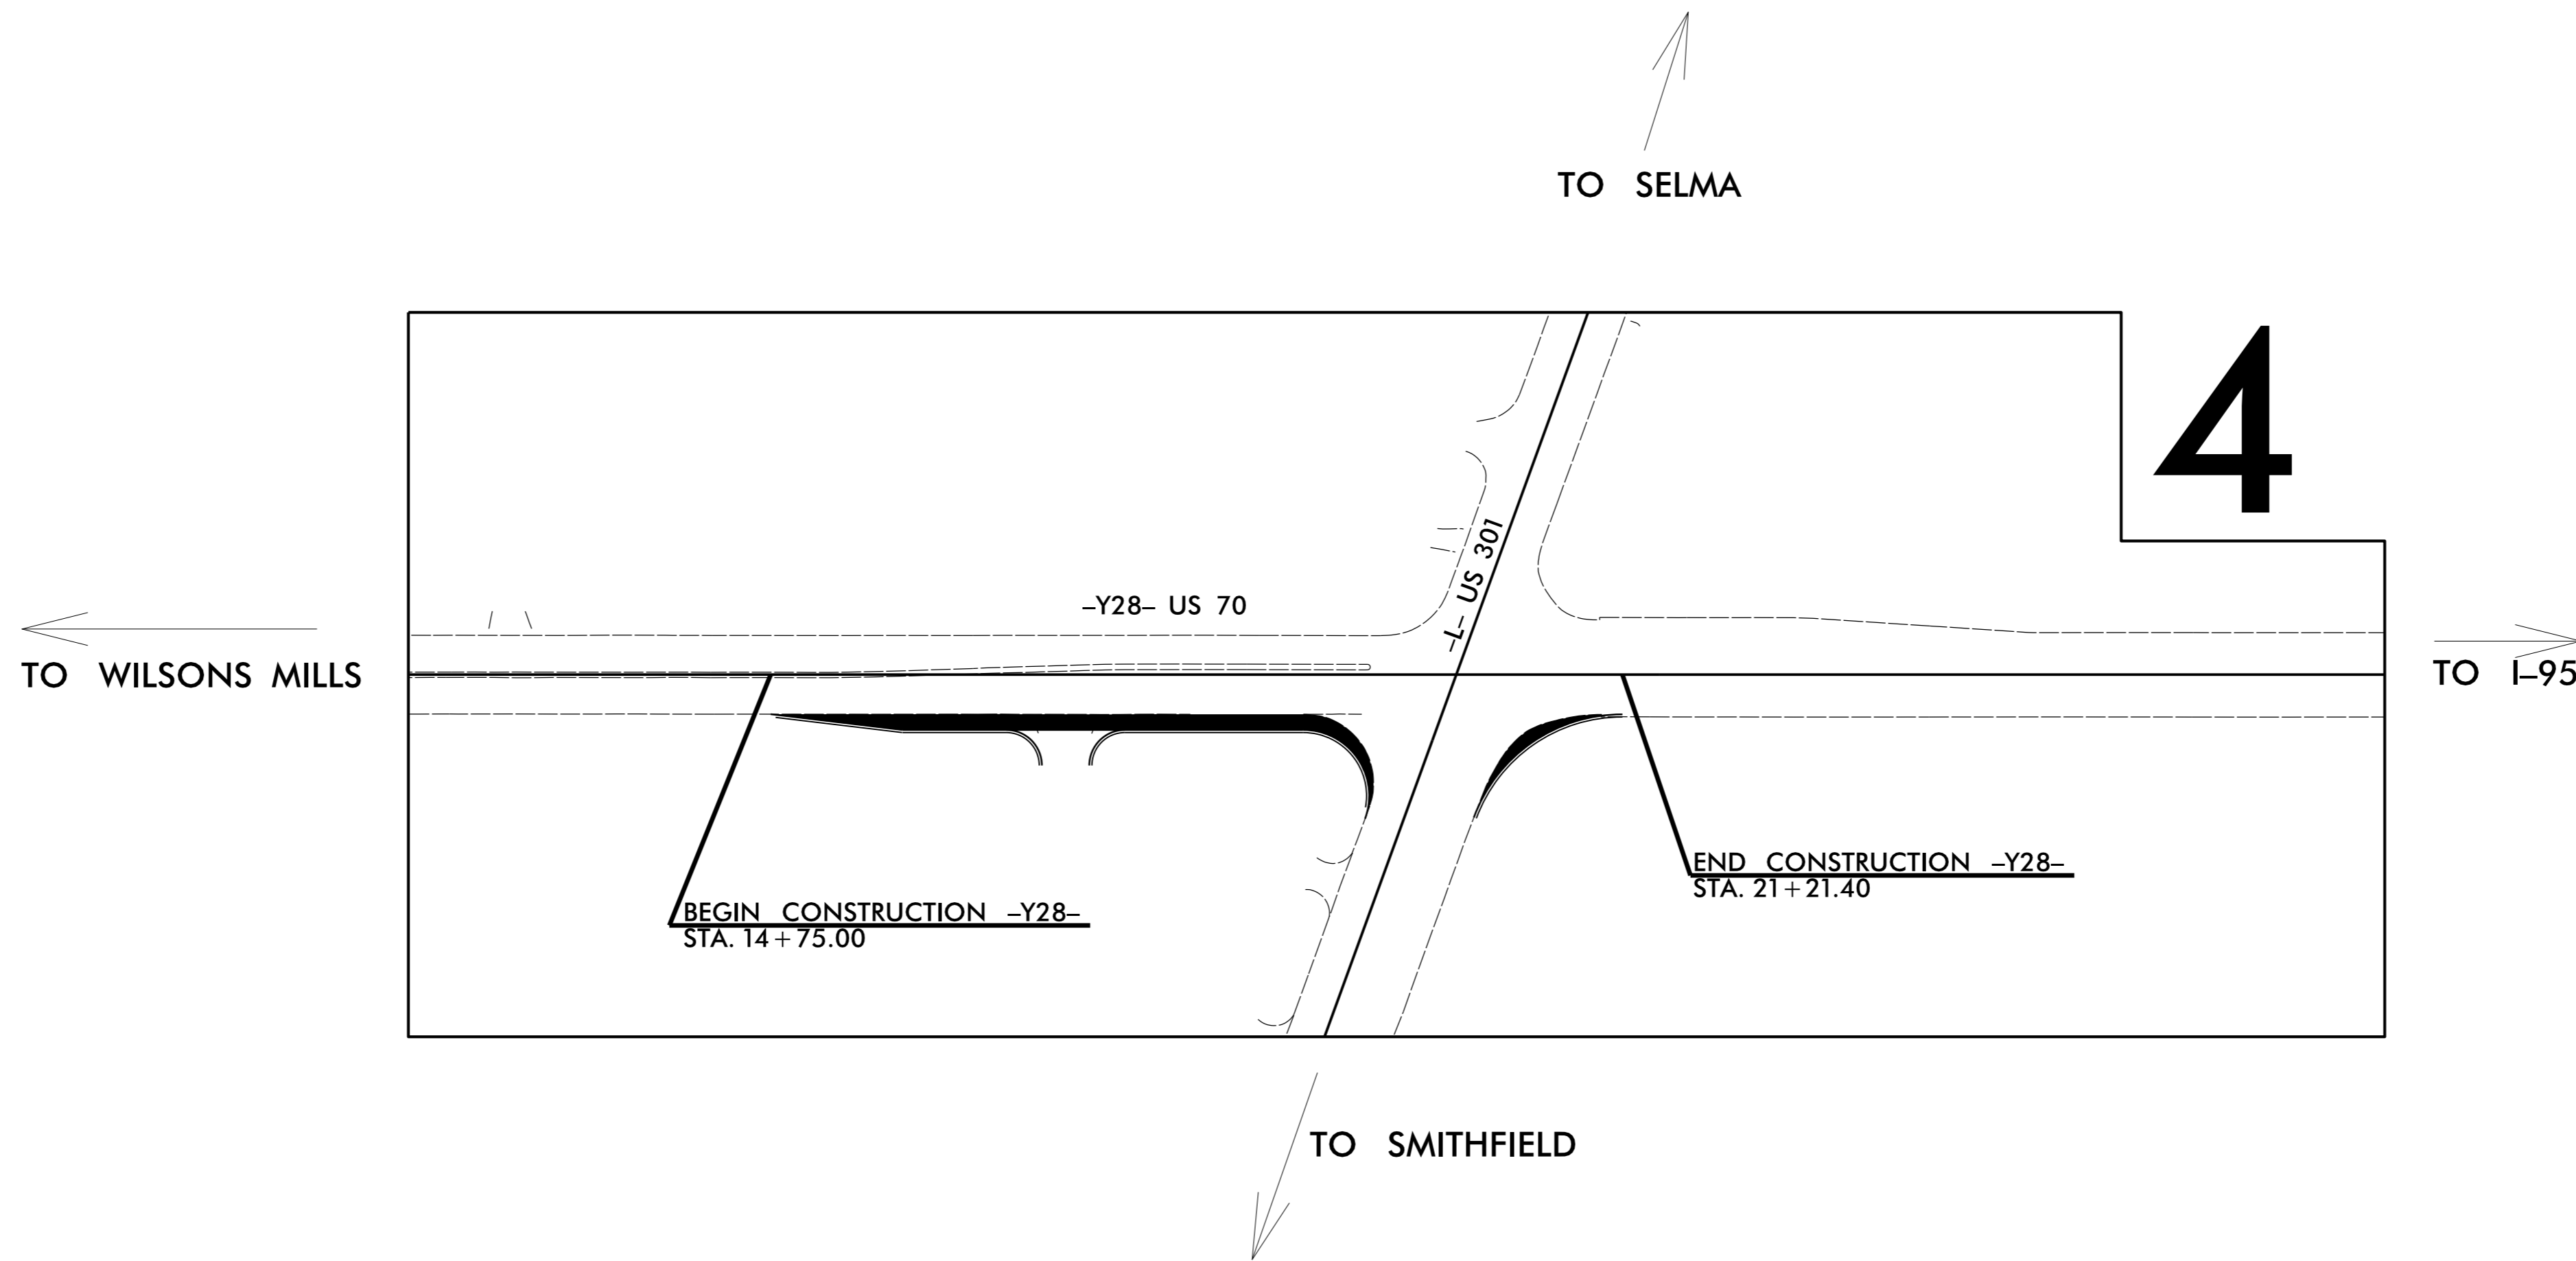 TO SELMA
4
–L– US 301
–Y28– US 70
TO WILSONS MILLS
TO I–95
END CONSTRUCTION –Y28–
STA. 21+21.40
BEGIN CONSTRUCTION –Y28–
STA. 14+75.00
TO SMITHFIELD